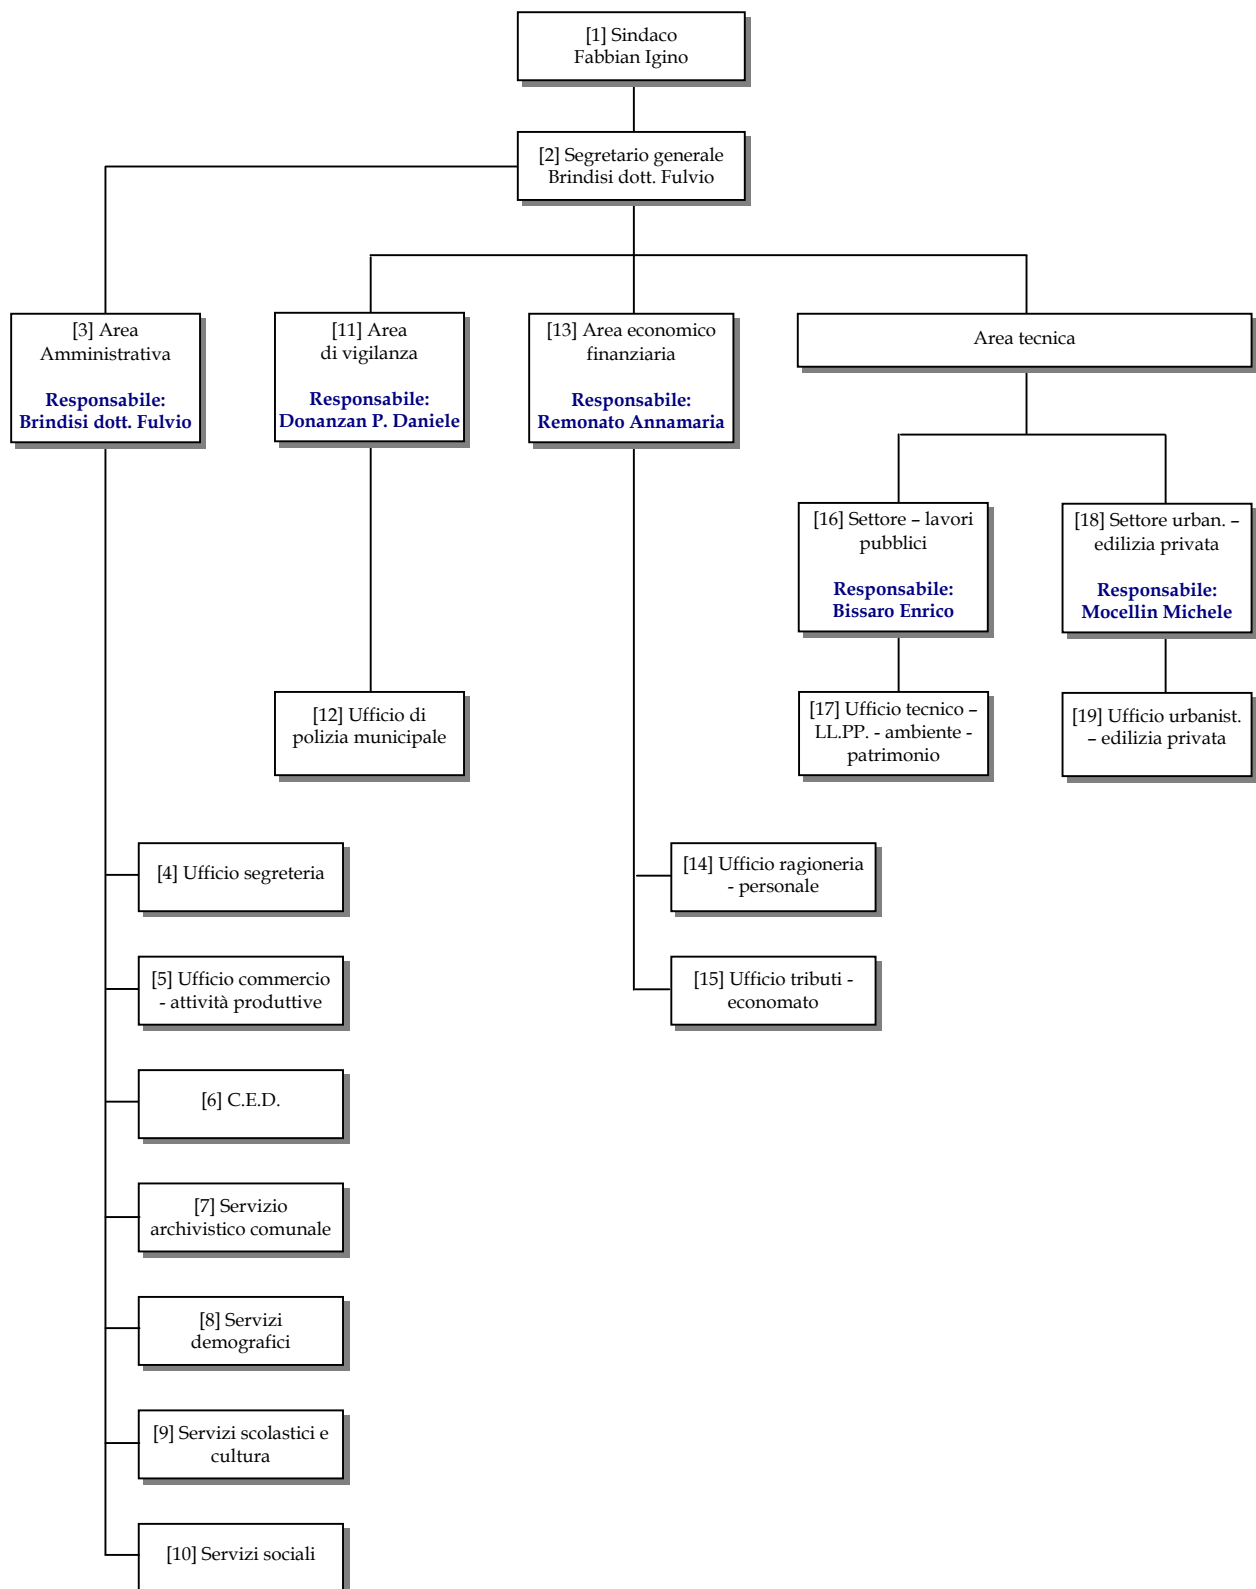 [1] Sindaco
Fabbian Igino
[2] Segretario generale
Brindisi dott. Fulvio
[3] Area
Amministrativa
Responsabile:
Brindisi dott. Fulvio
[11] Area
di vigilanza
Responsabile:
Donanzan P. Daniele
[13] Area economico
finanziaria
Responsabile:
Remonato Annamaria
Area tecnica
[16] Settore – lavori
pubblici
Responsabile:
Bissaro Enrico
[18] Settore urban. –
edilizia privata
Responsabile:
Mocellin Michele
[12] Ufficio di
polizia municipale
[17] Ufficio tecnico –
LL.PP. - ambiente -
patrimonio
[19] Ufficio urbanist.
– edilizia privata
[4] Ufficio segreteria
[14] Ufficio ragioneria
- personale
[5] Ufficio commercio
- attività produttive
[15] Ufficio tributi -
economato
[6] C.E.D.
[7] Servizio
archivistico comunale
[8] Servizi
demografici
[9] Servizi scolastici e
cultura
[10] Servizi sociali